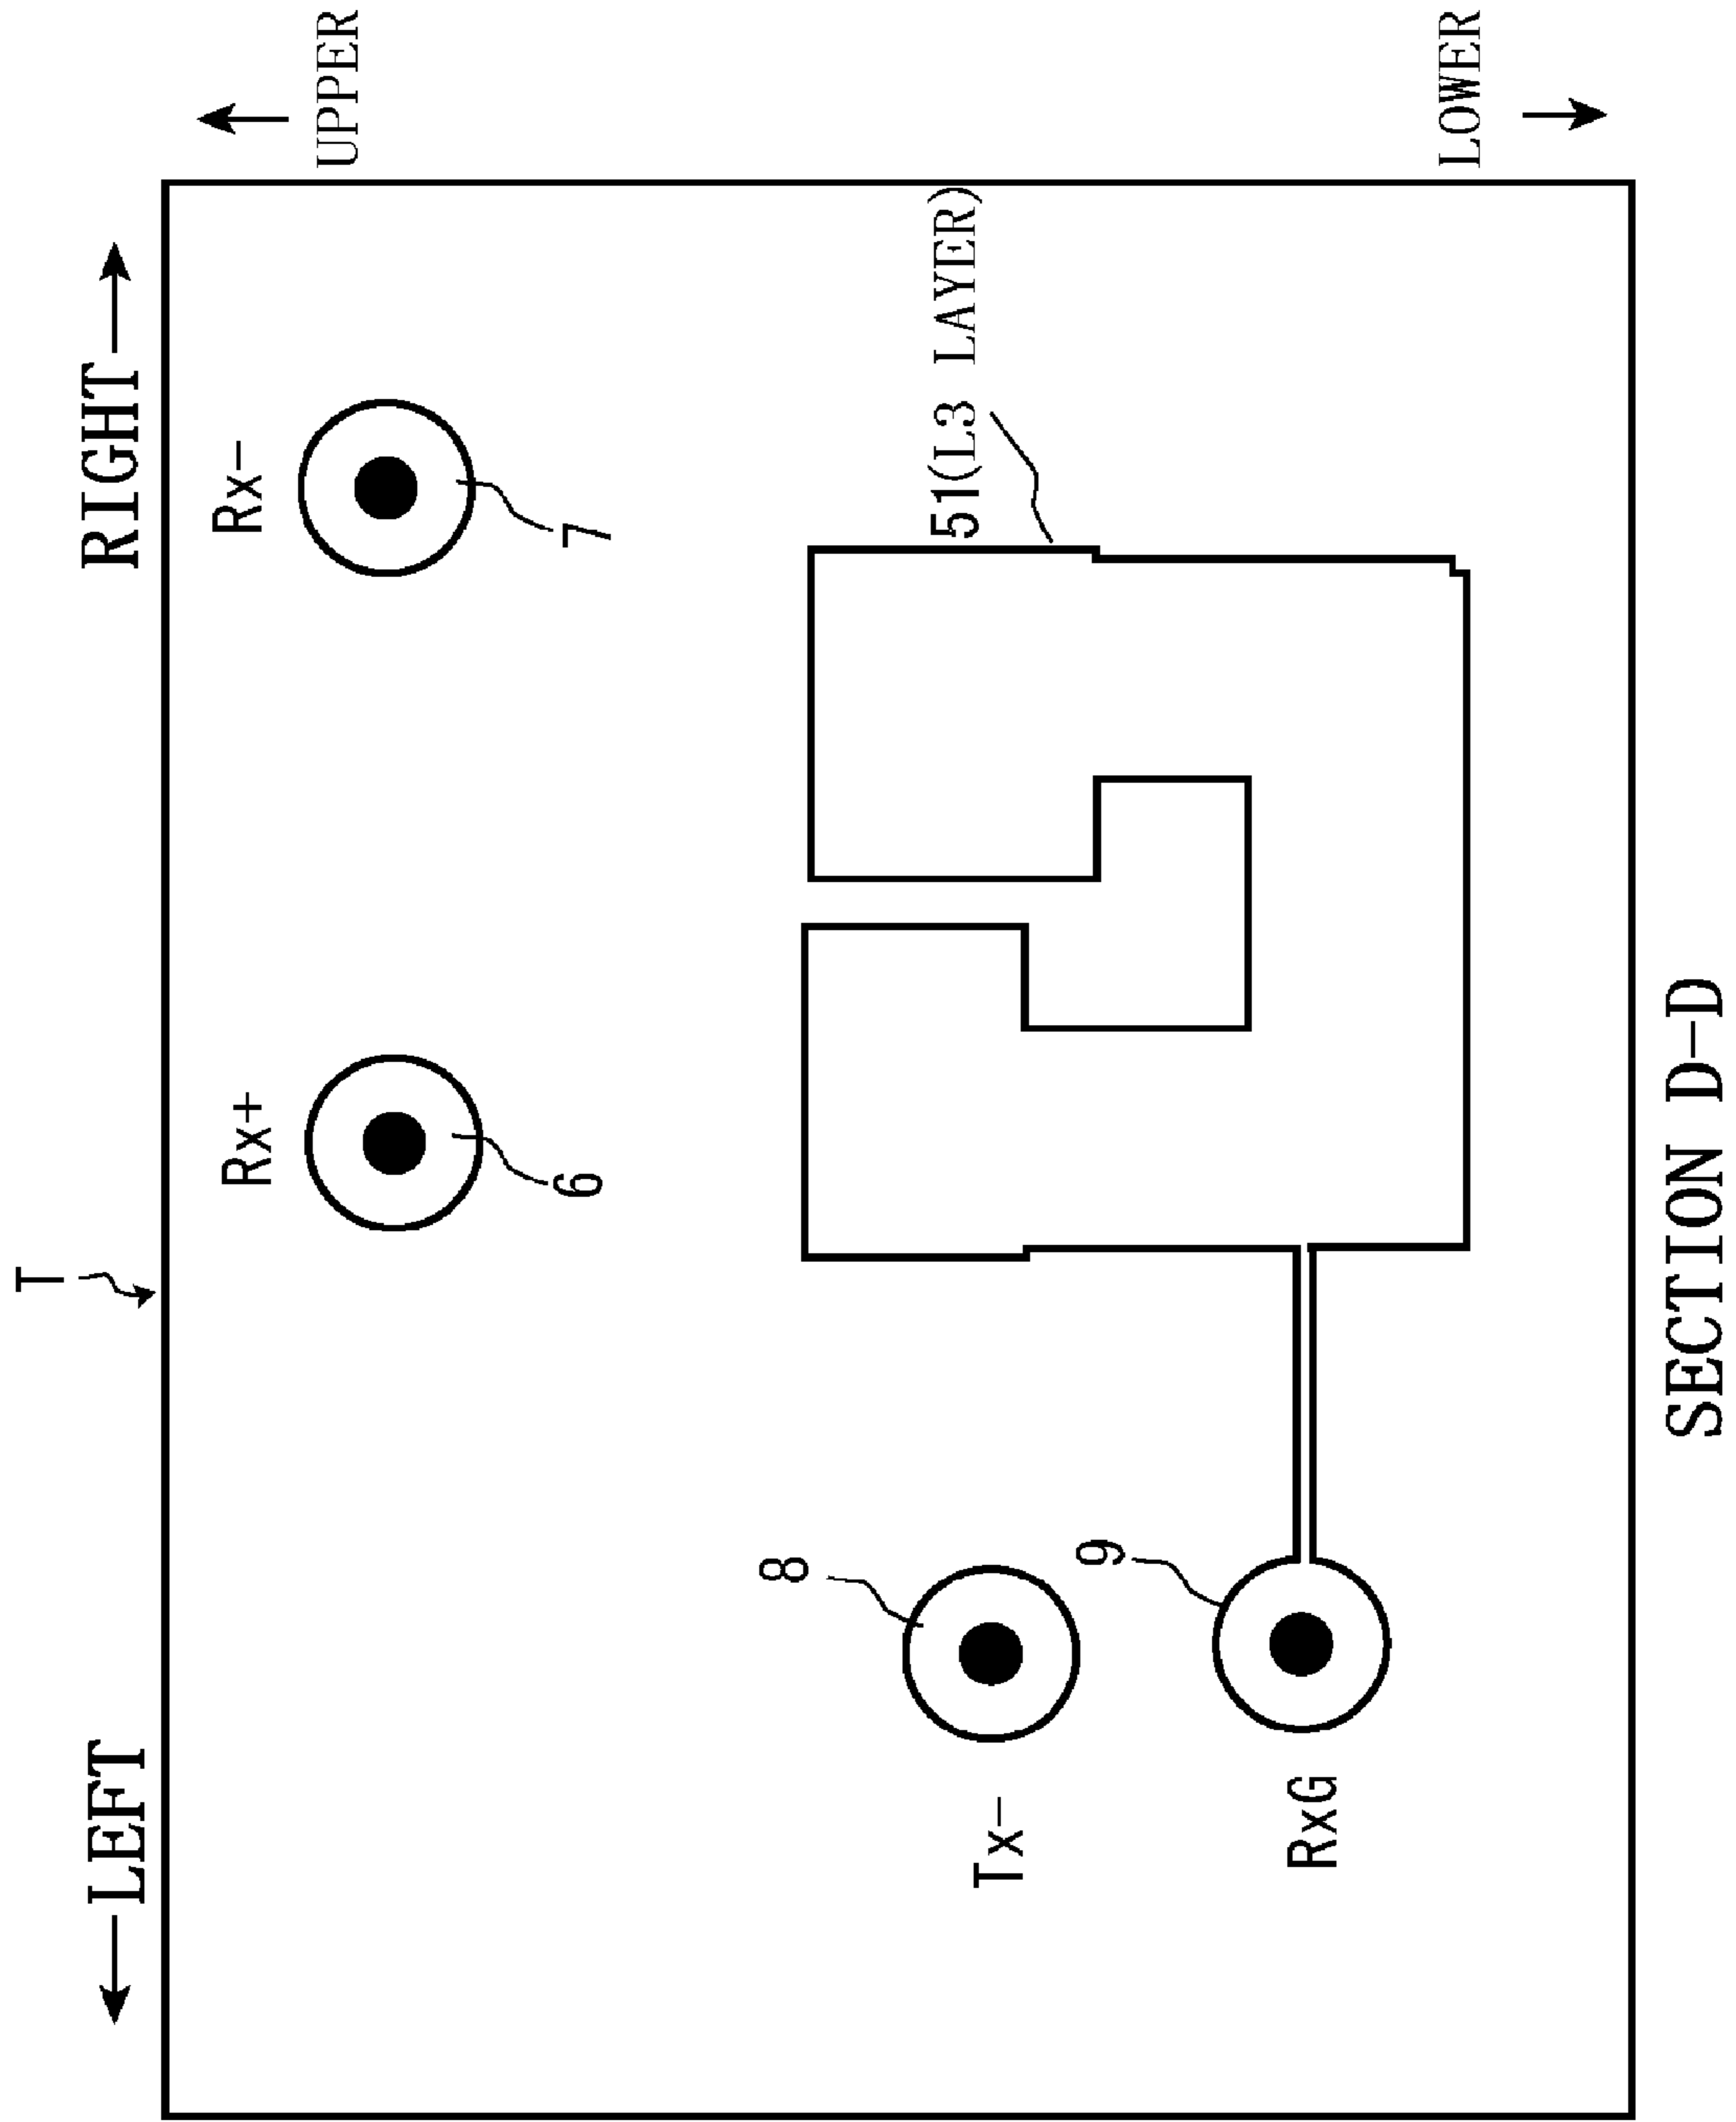 T
LEFT
RIGHT
UPPER
Rx+
Rx-
6
7
8
51(L3 LAYER)
Tx-
9
RxG
LOWER
SECTION D-D